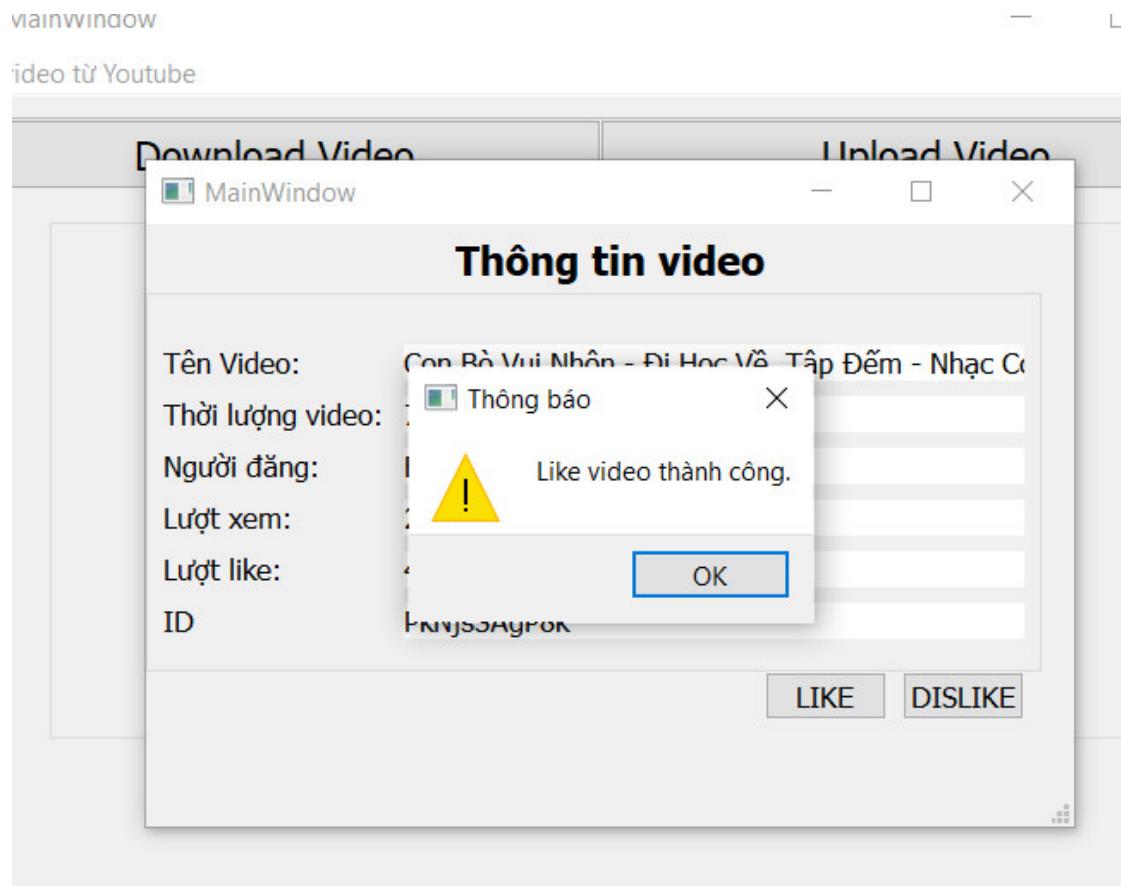 MainWindow
video từ Youtube
Download Video Upload Video
MainWindow
Thông tin video
Tên Video: Con Bò Vui Nhộn - Đi Học Về, Tập Đếm - Nhạc
Thời lượng video:
Người đăng:
Lượt xem:
Lượt like:
ID
Thông báo
Like video thành công.
OK
LIKE DISLIKE